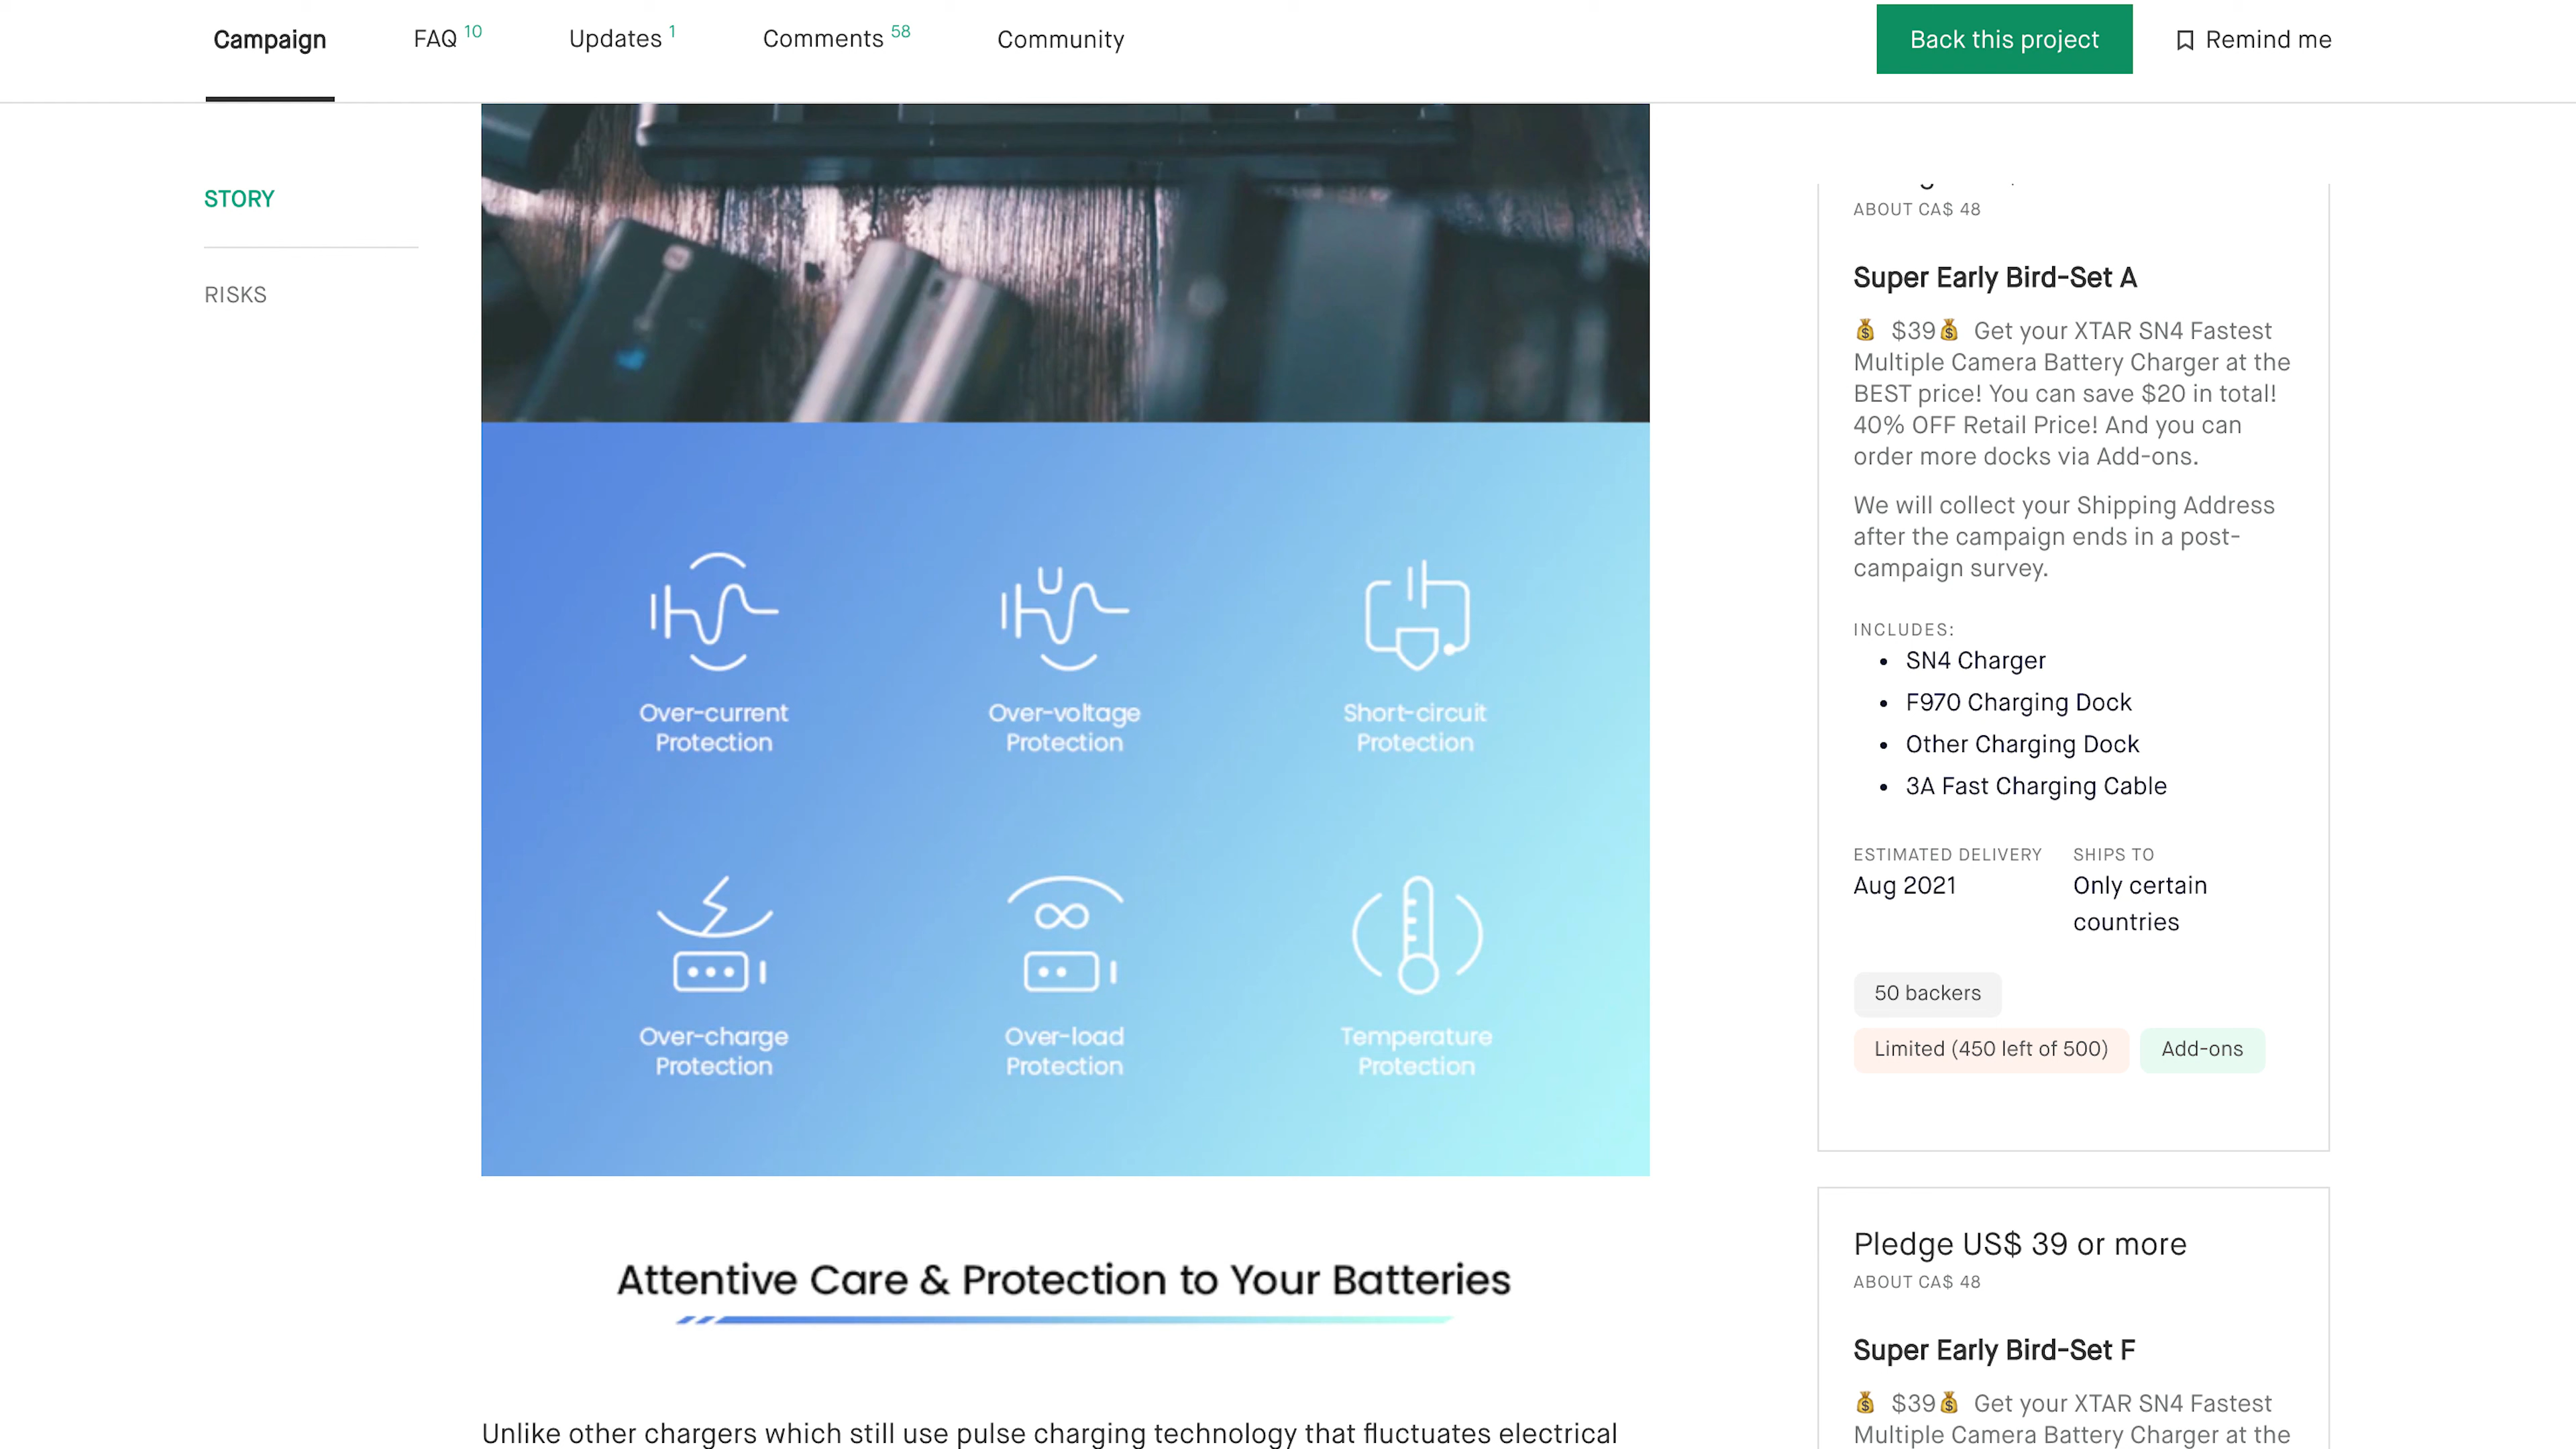 Campaign
FAQ 10
Updates 1
Comments 58
Community
Back this project
Remind me
STORY
RISKS
Over-current
Protection
Over-voltage
Protection
Short-circuit
Protection
Over-charge
Protection
Over-load
Protection
Temperature
Protection
Attentive Care & Protection to Your Batteries
Unlike other chargers which still use pulse charging technology that fluctuates electrical
ABOUT CA$ 48
Super Early Bird-Set A
💰 $39💰 Get your XTAR SN4 Fastest
Multiple Camera Battery Charger at the
BEST price! You can save $20 in total!
40% OFF Retail Price! And you can
order more docks via Add-ons.
We will collect your Shipping Address
after the campaign ends in a post-
campaign survey.
INCLUDES:
• SN4 Charger
• F970 Charging Dock
• Other Charging Dock
• 3A Fast Charging Cable
ESTIMATED DELIVERY
Aug 2021
SHIPS TO
Only certain
countries
50 backers
Limited (450 left of 500)
Add-ons
Pledge US$ 39 or more
ABOUT CA$ 48
Super Early Bird-Set F
💰 $39💰 Get your XTAR SN4 Fastest
Multiple Camera Battery Charger at the